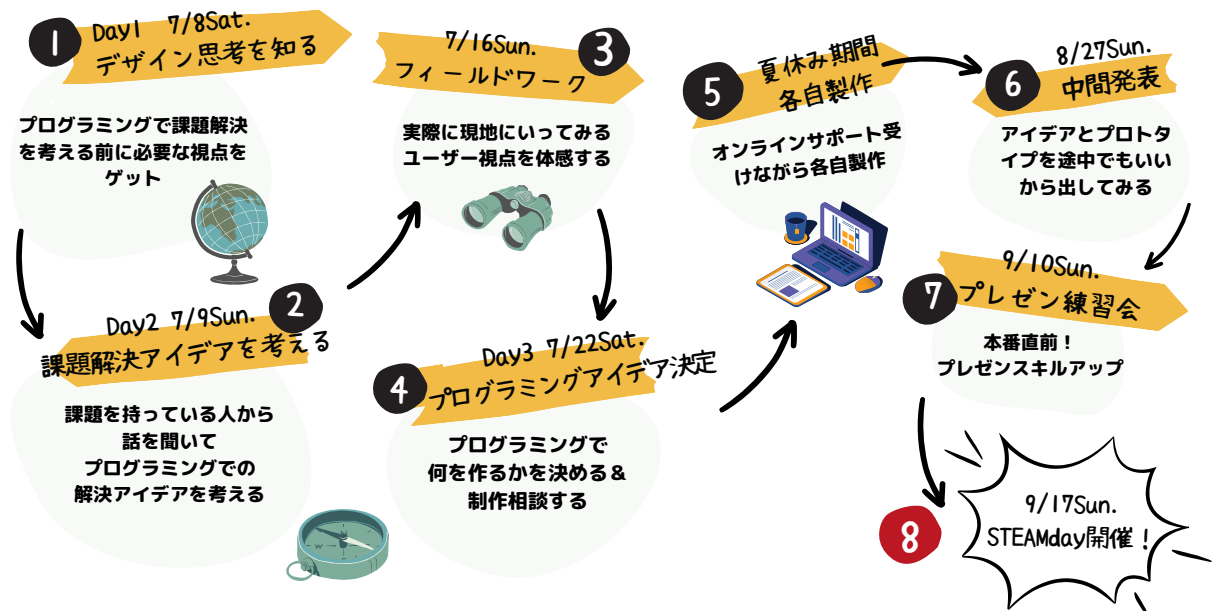 1
Day1 7/8Sat.
デザイン思考を知る
プログラミングで課題解決
を考える前に必要な視点を
ゲット
2
Day2 7/9Sun.
課題解決アイデアを考える
課題を持っている人から
話を聞いて
プログラミングでの
解決アイデアを考える
3
7/16Sun.
フィールドワーク
実際に現地にいってみる
ユーザー視点を体感する
4
Day3 7/22Sat.
プログラミングアイデア決定
プログラミングで
何を作るかを決める＆
制作相談する
5
夏休み期間
各自製作
オンラインサポート受
けながら各自製作
6
8/27Sun.
中間発表
アイデアとプロトタ
イプを途中でもいい
から出してみる
7
9/10Sun.
プレゼン練習会
本番直前！
プレゼンスキルアップ
8
9/17Sun.
STEAMday開催！